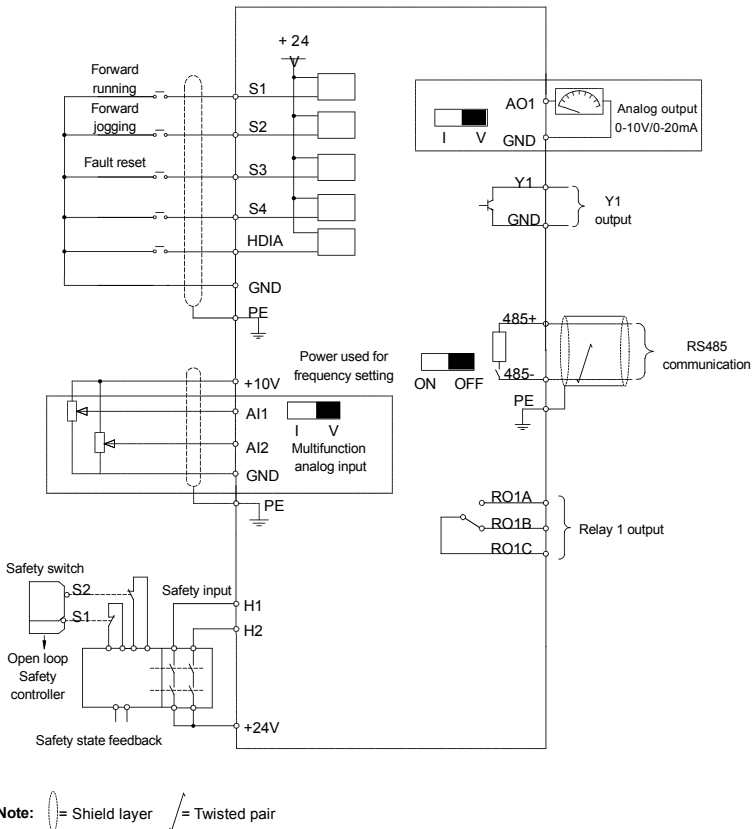 + 24
V
Forward
running
S1
Forward
jogging
S2
Fault reset
S3
S4
HDIA
GND
PE
AO1
I V
GND
Analog output
0-10V/0-20mA
Y1
GND
Y1
output
485+
ON OFF
485-
PE
RS485
communication
Power used for
frequency setting
+10V
AI1
I V
AI2
Multifunction
analog input
GND
PE
RO1A
RO1B
RO1C
Relay 1 output
Safety switch
S2
S1
Safety input
H1
H2
Open loop
Safety
controller
+24V
Safety state feedback
Note: = Shield layer = Twisted pair